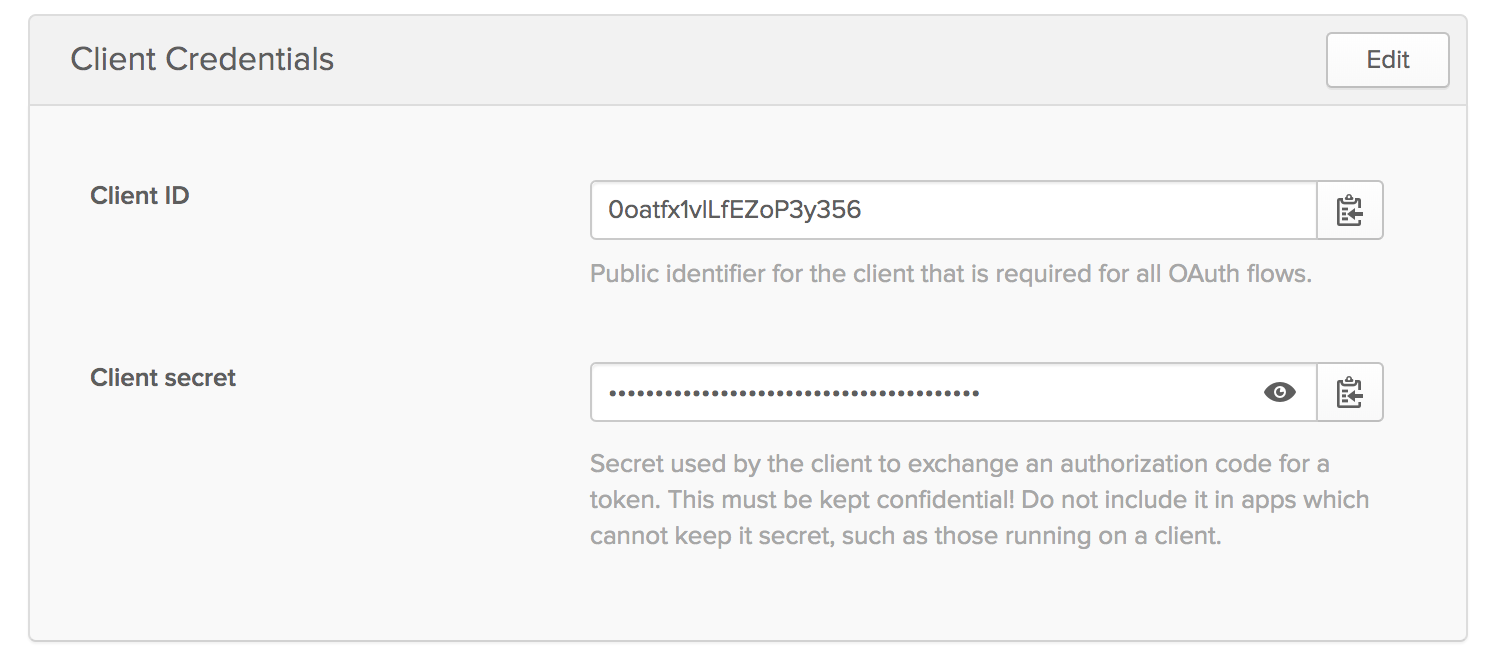 Client Credentials
Edit
Client ID
0oatfx1vlLfEZoP3y356
Public identifier for the client that is required for all OAuth flows.
Client secret
••••••••••••••••••••••••••••••••••••••••
Secret used by the client to exchange an authorization code for a
token. This must be kept confidential! Do not include it in apps which
cannot keep it secret, such as those running on a client.